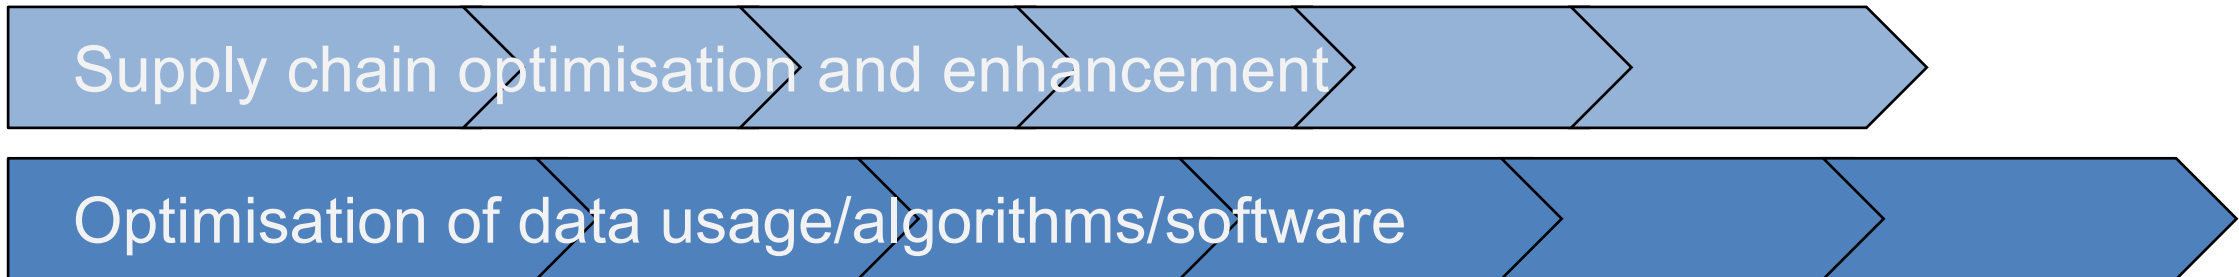 Supply chain optimisation and enhancement
Optimisation of data usage/algorithms/software